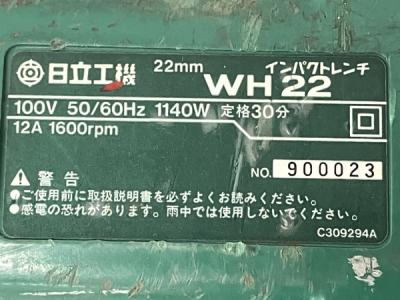 日立工機 22mm インパクトレンチ
WH 22
100V 50/60Hz 1140W 定格30分
12A 1600rpm
NO. 900023
警告
●ご使用前に取扱説明書を必ずよくお読みください。
●感電の恐れがあります。雨中では使用しないでください。
C309294A